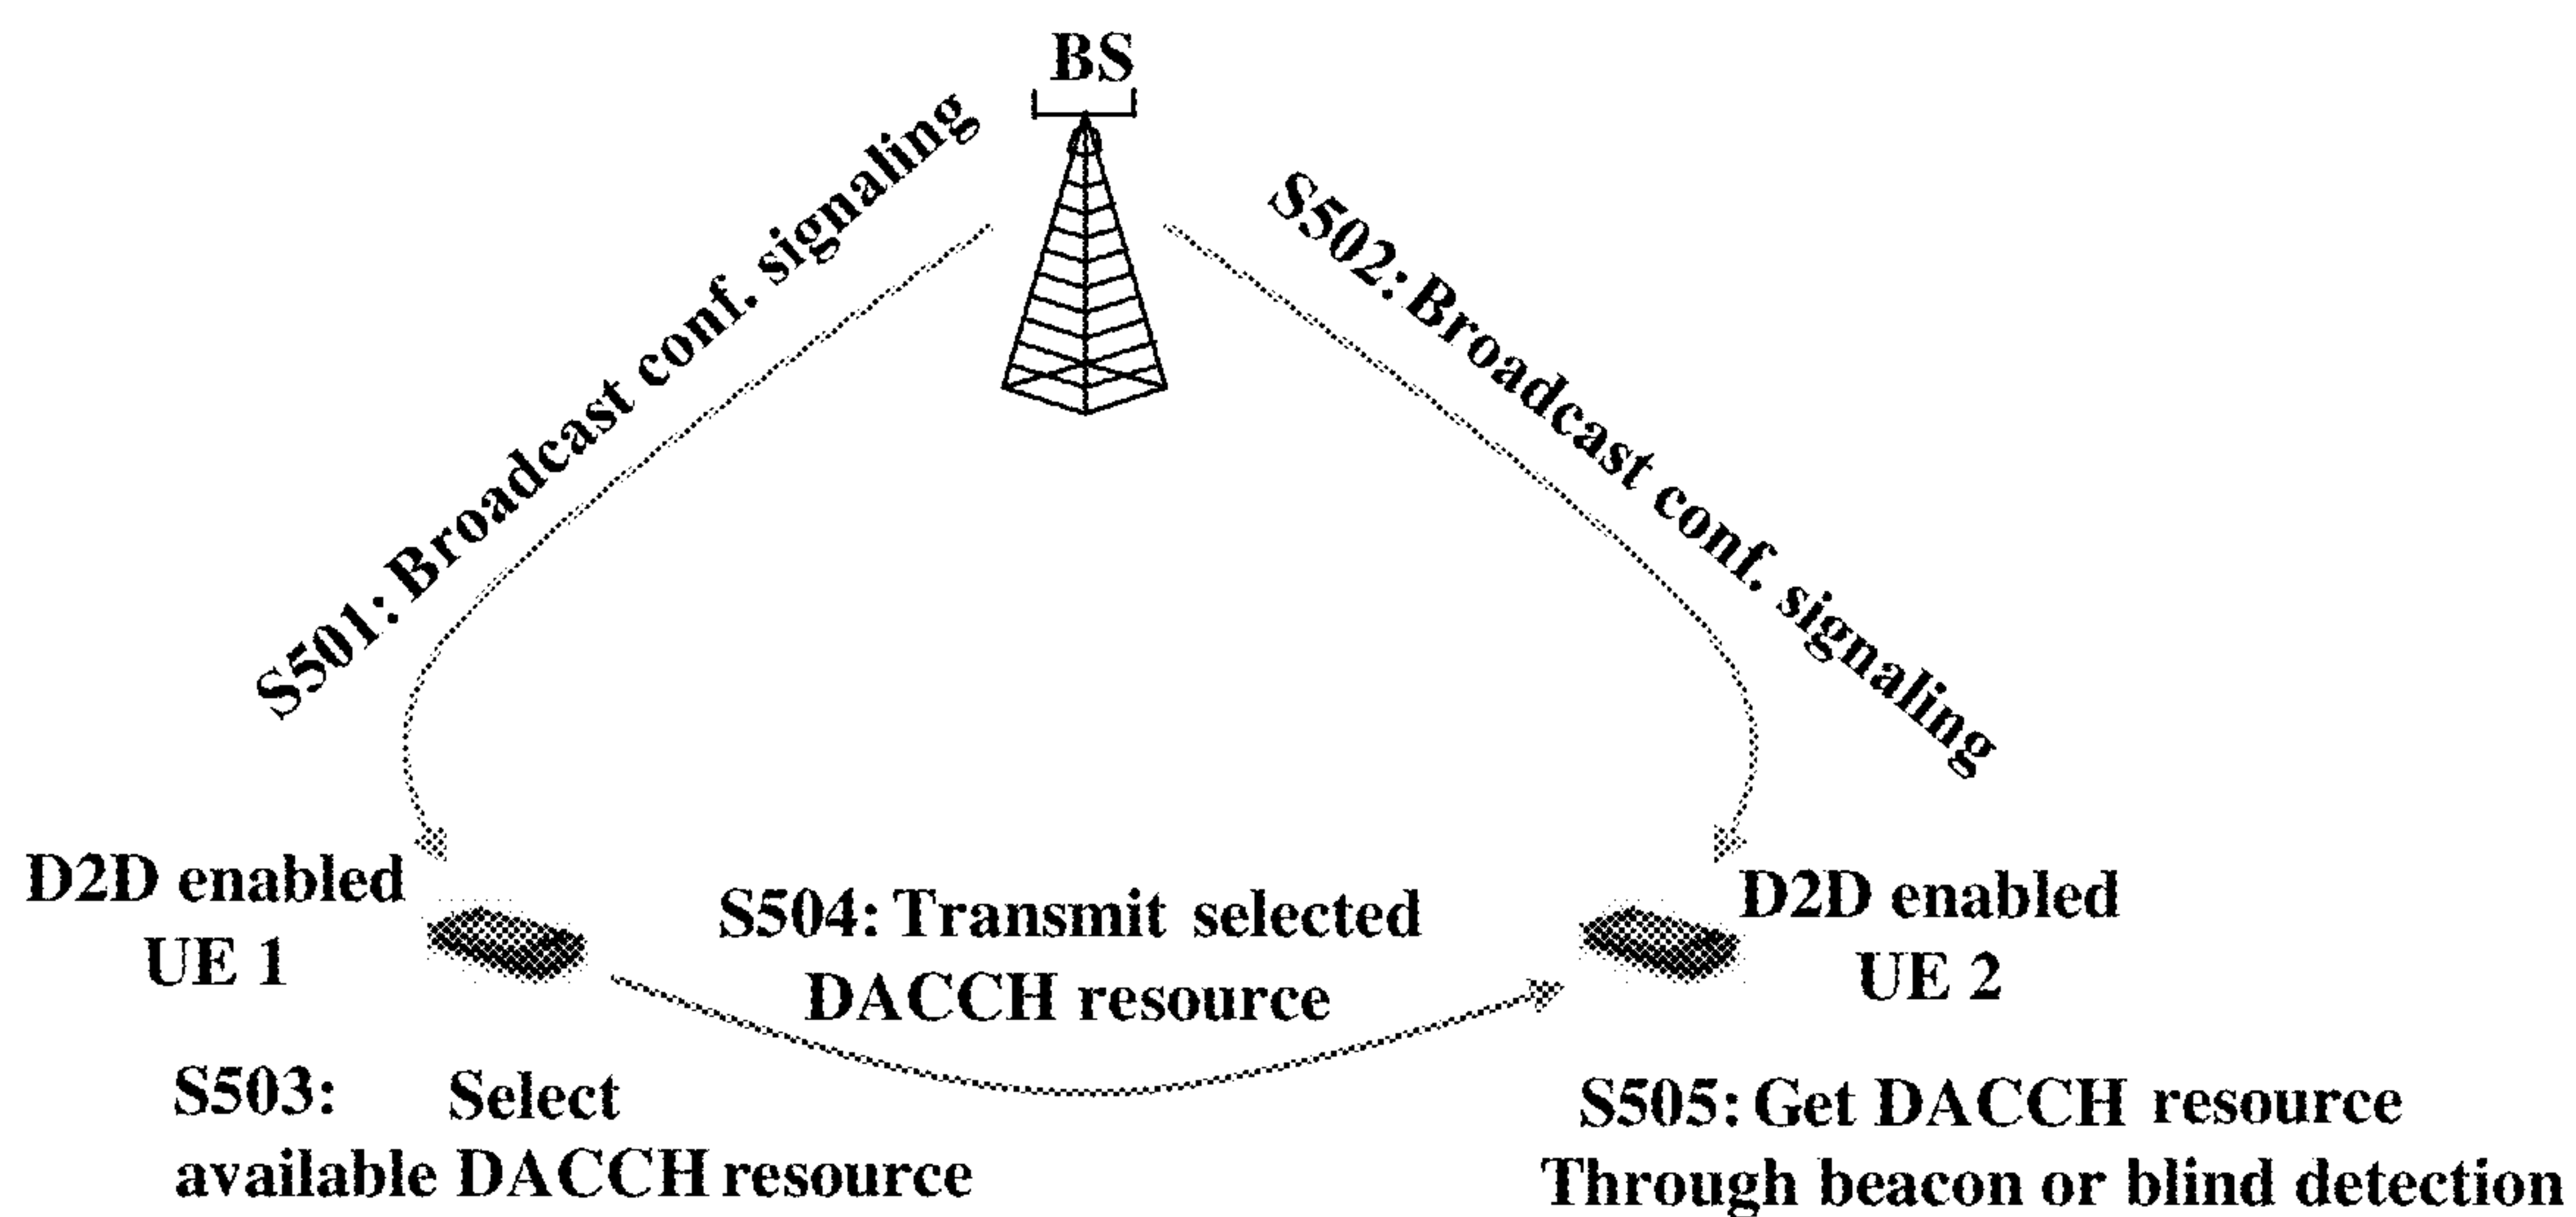 BS
S501: Broadcast conf. signaling
S502: Broadcast conf. signaling
D2D enabled
UE 1
S504: Transmit selected
DACCH resource
D2D enabled
UE 2
S503: Select
available DACCH resource
S505: Get DACCH resource
Through beacon or blind detection